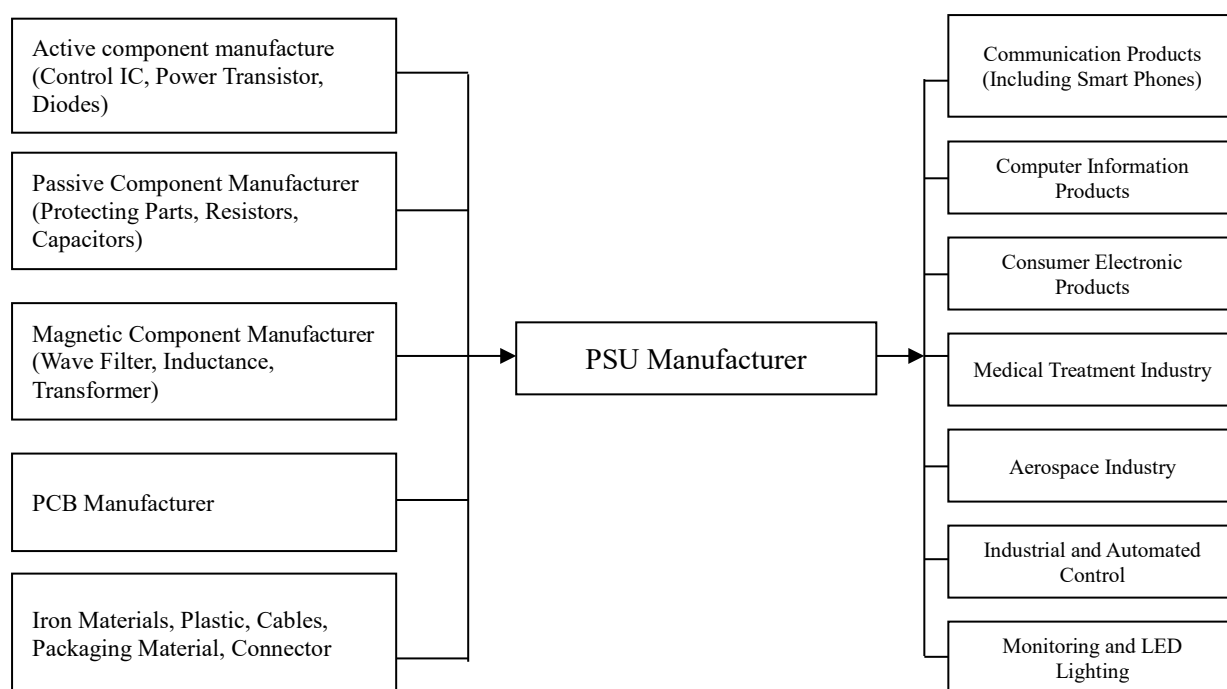 Active component manufacture
(Control IC, Power Transistor,
Diodes)
Passive Component Manufacturer
(Protecting Parts, Resistors,
Capacitors)
Magnetic Component Manufacturer
(Wave Filter, Inductance,
Transformer)
PCB Manufacturer
Iron Materials, Plastic, Cables,
Packaging Material, Connector
PSU Manufacturer
Communication Products
(Including Smart Phones)
Computer Information
Products
Consumer Electronic
Products
Medical Treatment Industry
Aerospace Industry
Industrial and Automated
Control
Monitoring and LED
Lighting